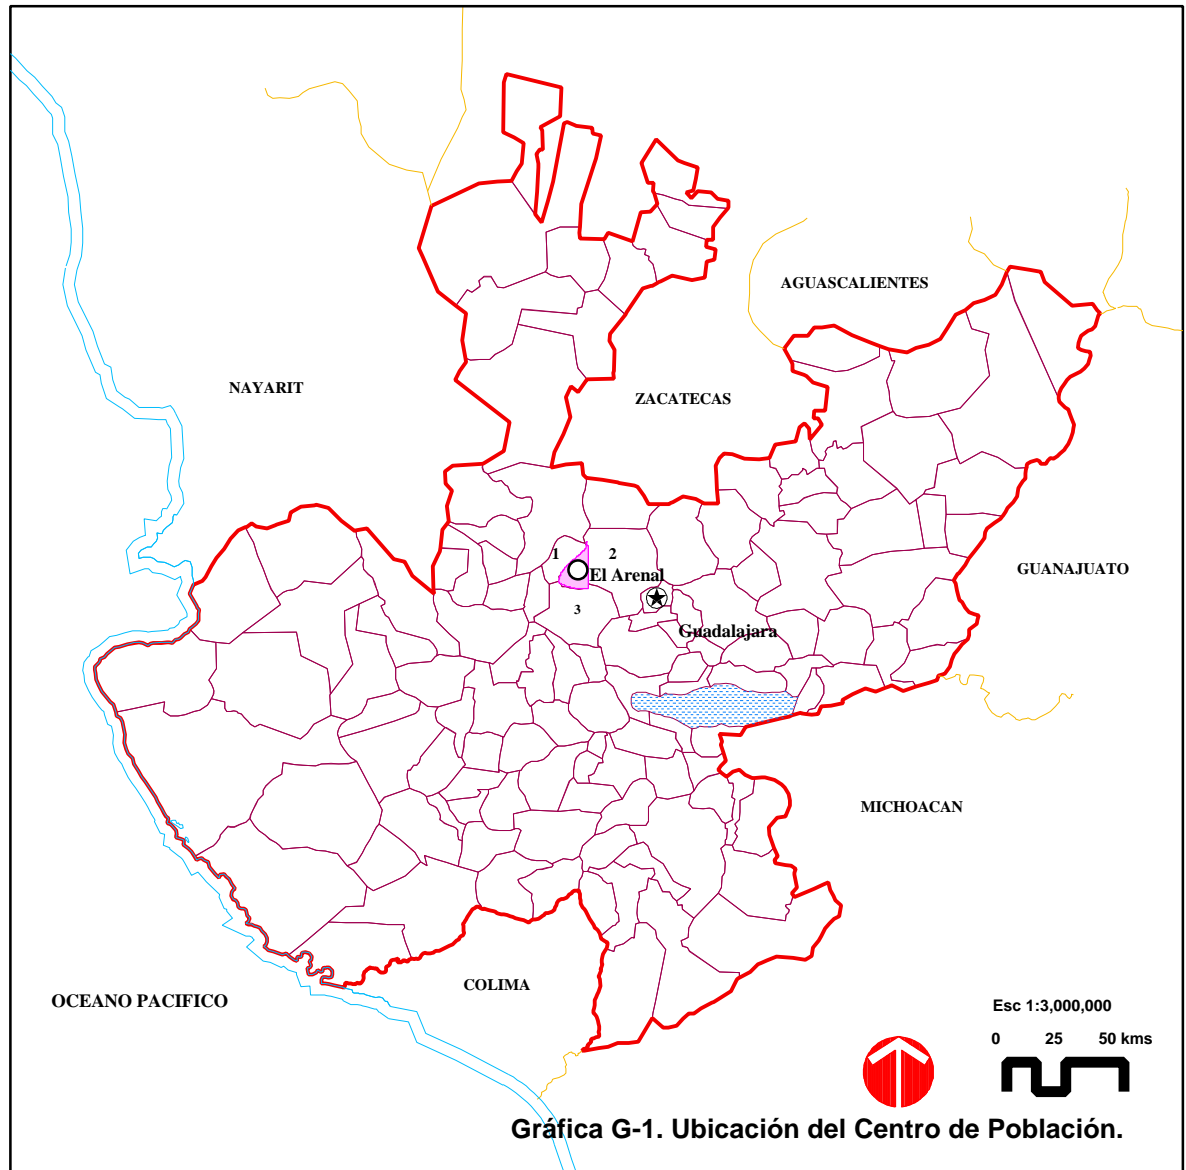 AGUASCALIENTES
NAYARIT
ZACATECAS
1
2
El Arenal
GUANAJUATO
3
Guadalajara
MICHOACAN
COLIMA
OCEANO PACIFICO
Esc 1:3,000,000
0 25 50 kms
Gráfica G-1. Ubicación del Centro de Población.